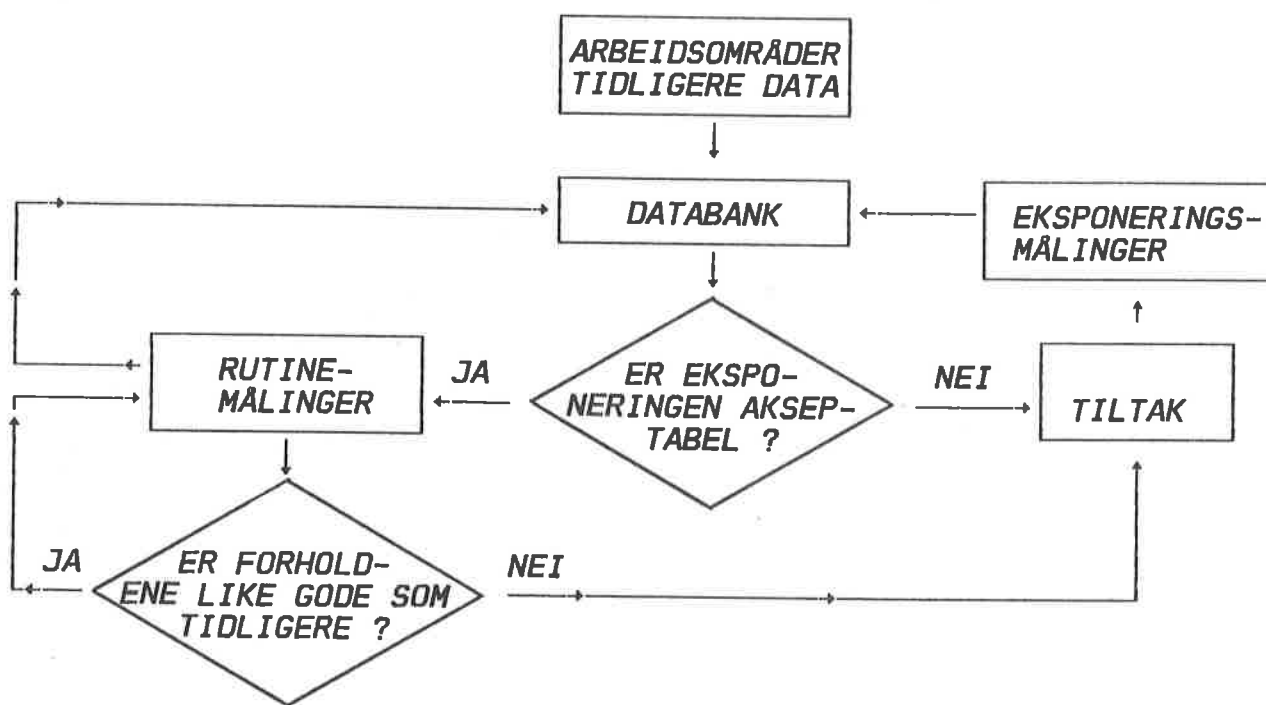 ARBEIDSOMRÅDER
TIDLIGERE DATA
DATABANK
EKSPONERINGS-
MÅLINGER
RUTINE-
MÅLINGER
JA
ER EKSPO-
NERINGEN AKSEP-
TABEL ?
NEI
TILTAK
JA
ER FORHOLD-
ENE LIKE GODE SOM
TIDLIGERE ?
NEI